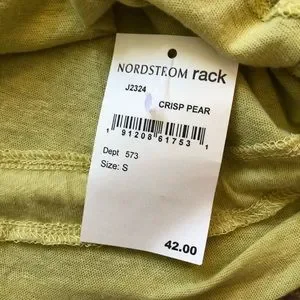 NORDSTROM rack
J2324
CRISP PEAR
1 91208 61753 1
Dept 573
Size: S
42.00